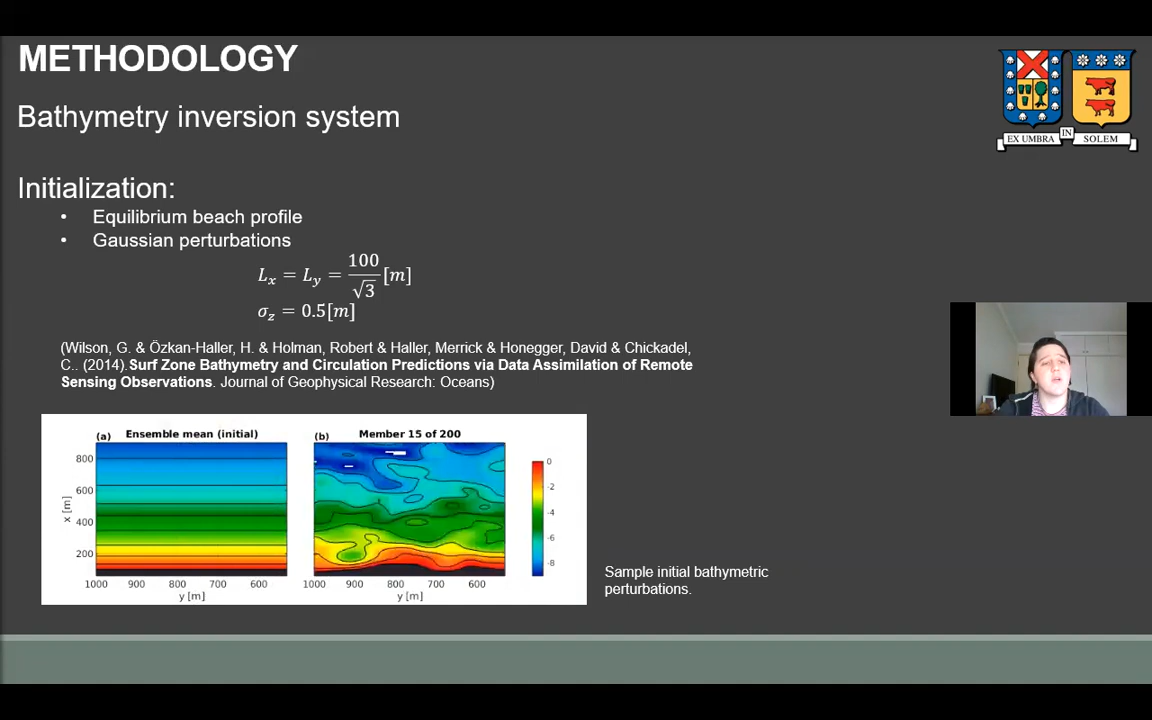 METHODOLOGY
Bathymetry inversion system
EX UMBRA IN SOLEM
Initialization:
• Equilibrium beach profile
• Gaussian perturbations
Lx = Ly = 100/√3 [m]
σz = 0.5[m]
(Wilson, G. & Özkan-Haller, H. & Holman, Robert & Haller, Merrick & Honegger, David & Chickadel,
C.. (2014).Surf Zone Bathymetry and Circulation Predictions via Data Assimilation of Remote
Sensing Observations. Journal of Geophysical Research: Oceans)
(a) Ensemble mean (initial)
800
600
400
200
x [m]
1000 900 800 700 600
y [m]
(b) Member 15 of 200
1000 900 800 700 600
y [m]
0
-2
-4
-6
-8
Sample initial bathymetric
perturbations.